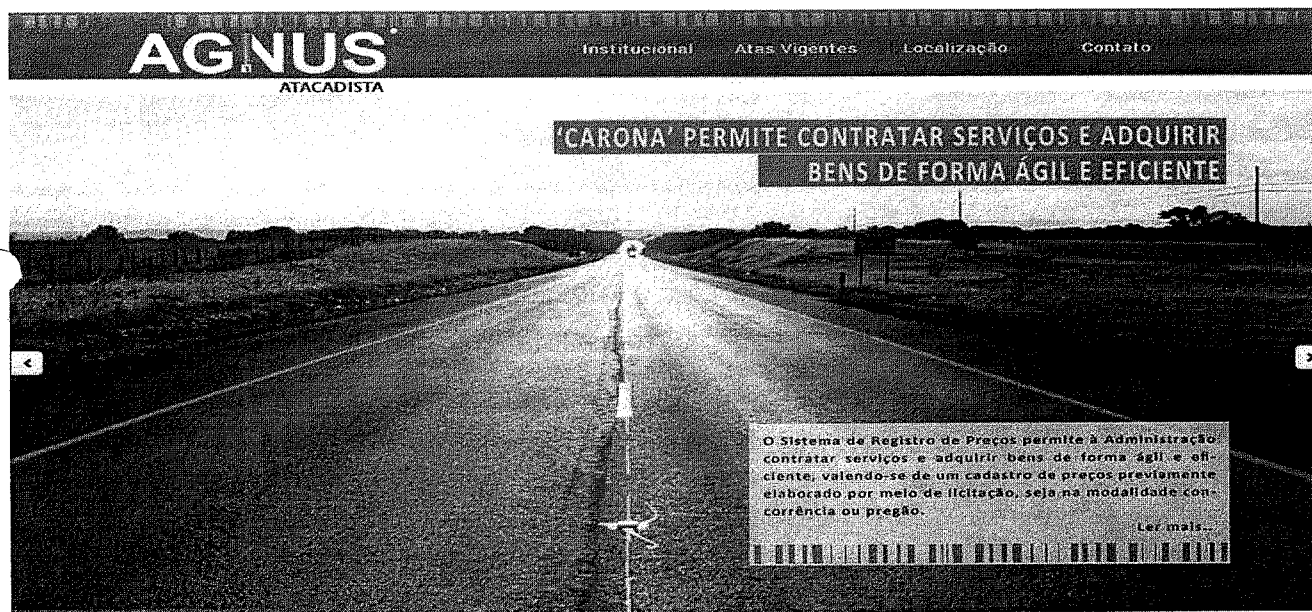 AGNUS
ATACADISTA
Institucional Atas Vigentes Localização Contato
'CARONA' PERMITE CONTRATAR SERVIÇOS E ADQUIRIR
BENS DE FORMA ÁGIL E EFICIENTE
O Sistema de Registro de Preços permite à Administração
contratar serviços e adquirir bens de forma ágil e efi-
ciente, valendo-se de um cadastro de preços previamente
elaborado por meio de licitação, seja na modalidade con-
corrência ou pregão.
Ler mais...